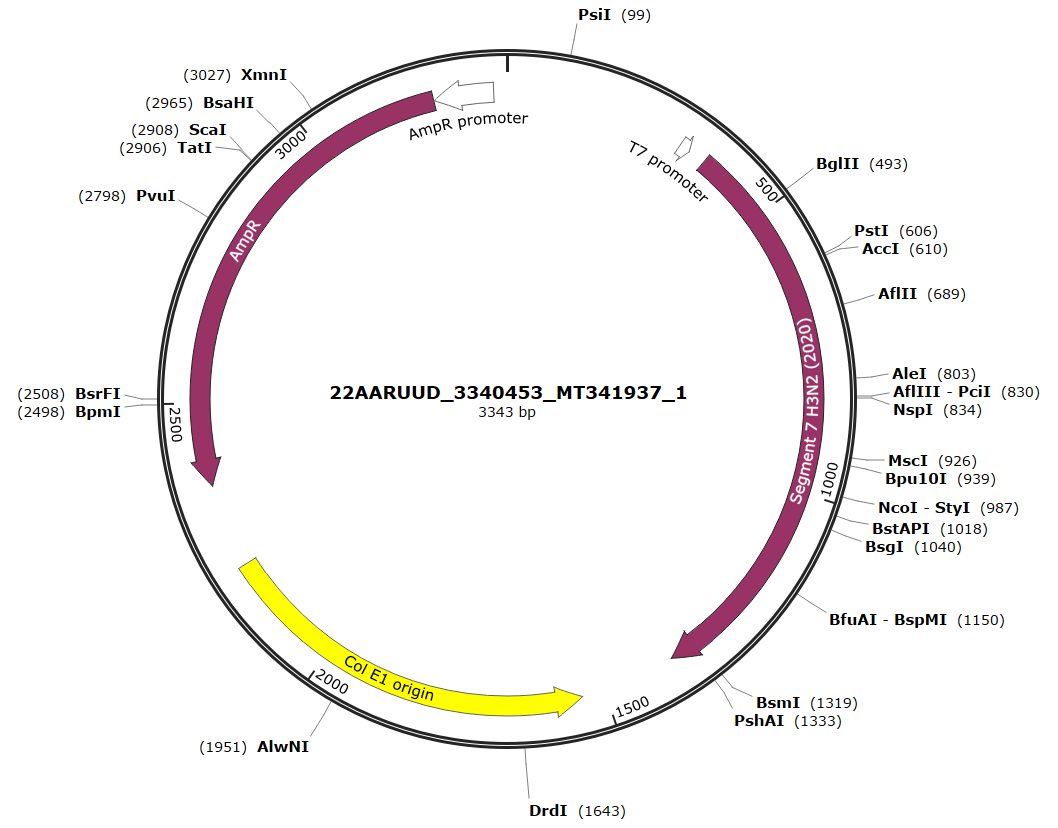 PsiI (99)
(3027) XmnI
(2965) BsaHI
(2908) ScaI
(2906) TatI
(2798) PvuI
(2508) BsrFI
(2498) BpmI
AmpR promoter
T7 promoter
BglII (493)
PstI (606)
AccI (610)
AflII (689)
AleI (803)
AflIII - PciI (830)
NspI (834)
MscI (926)
Bpu10I (939)
NcoI - StyI (987)
BstAPI (1018)
BsgI (1040)
BfuAI - BspMI (1150)
BsmI (1319)
PshAI (1333)
DrdI (1643)
(1951) AlwNI
3000
500
1000
1500
2000
2500
AmpR
Segment 7 H3N2 (2020)
Col E1 origin
22AARUUD_3340453_MT341937_1
3343 bp